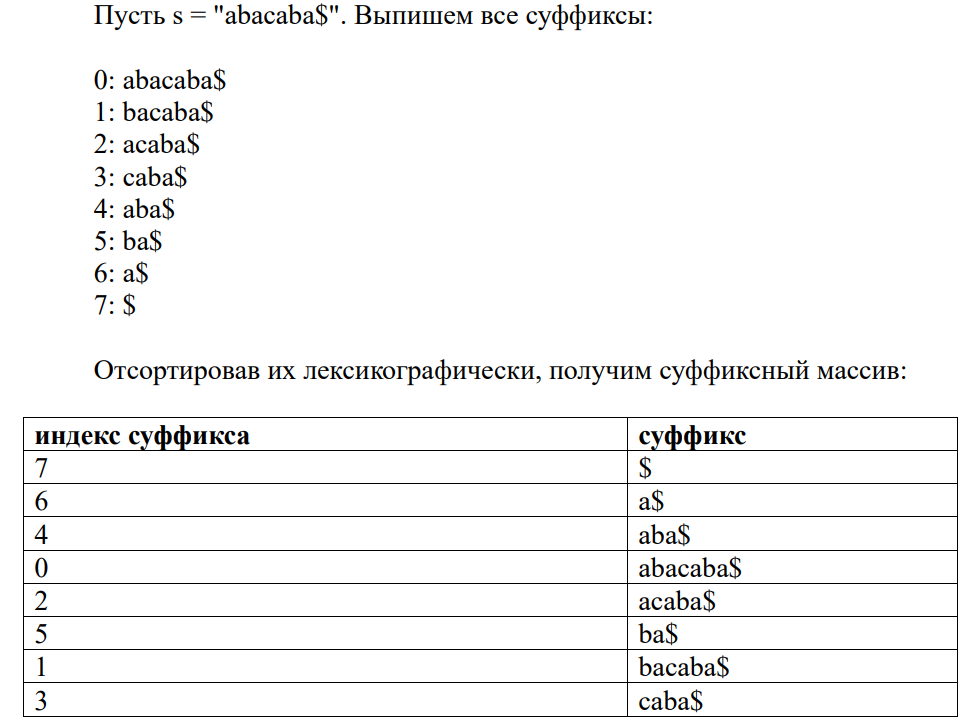 Пусть s = "abacaba$". Выпишем все суффиксы:
0: abacaba$
1: bacaba$
2: acaba$
3: caba$
4: aba$
5: ba$
6: a$
7: $
Отсортировав их лексикографически, получим суффиксный массив:
индекс суффикса суффикс
7 $
6 a$
4 aba$
0 abacaba$
2 acaba$
5 ba$
1 bacaba$
3 caba$